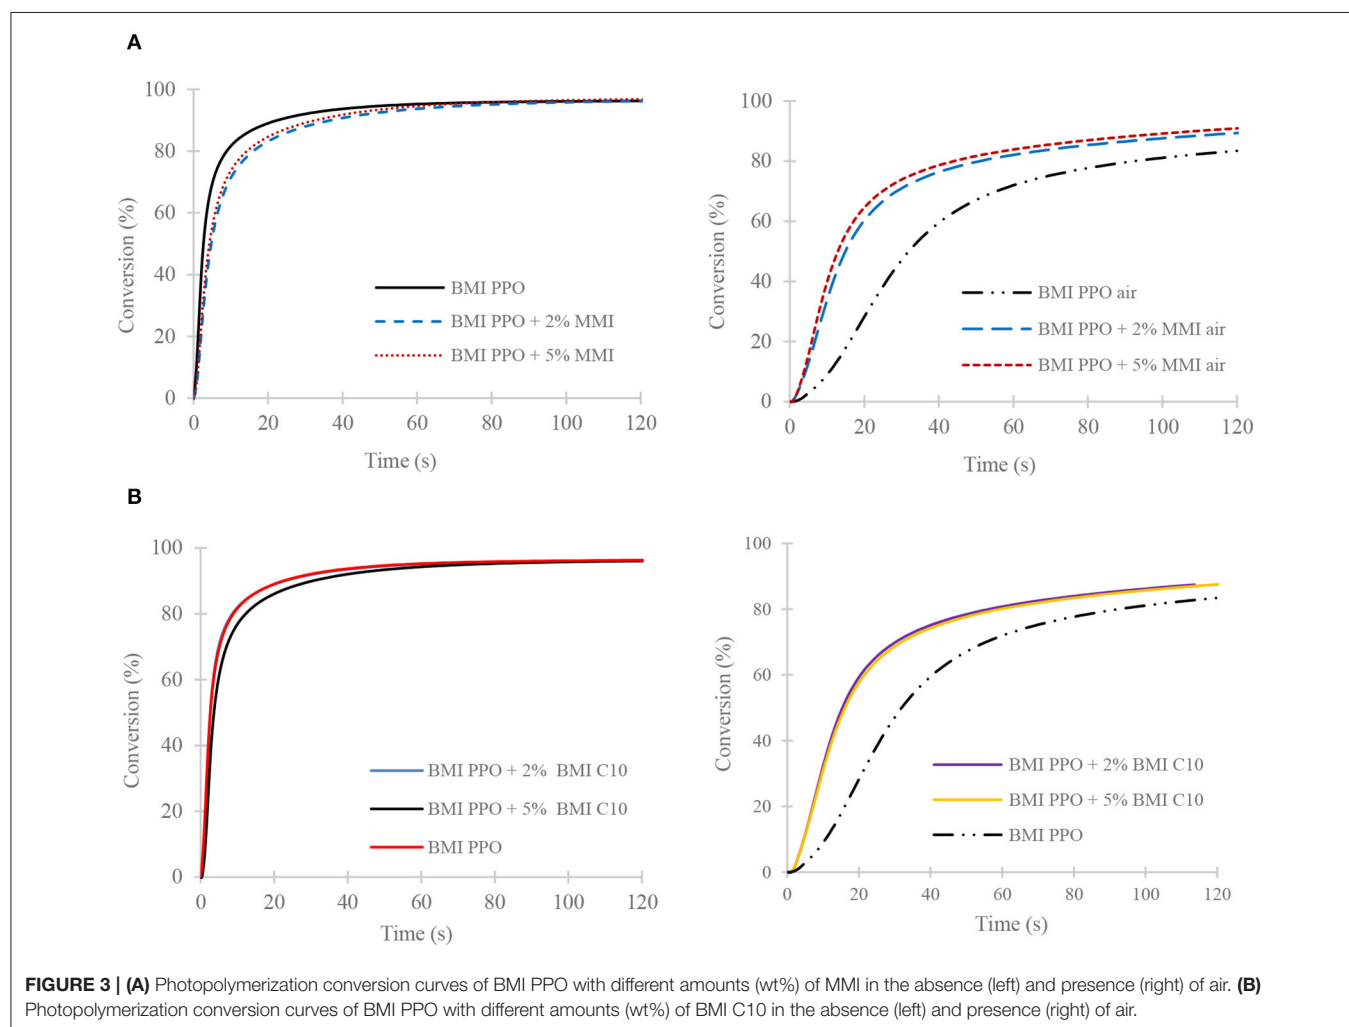 A
100
80
60
40
20
0
Conversion (%)
0 20 40 60 80 100 120
Time (s)
BMI PPO
BMI PPO + 2% MMI
BMI PPO + 5% MMI
100
80
60
40
20
0
Conversion (%)
0 20 40 60 80 100 120
Time (s)
BMI PPO air
BMI PPO + 2% MMI air
BMI PPO + 5% MMI air
B
100
80
60
40
20
0
Conversion (%)
0 20 40 60 80 100 120
Time (s)
BMI PPO + 2% BMI C10
BMI PPO + 5% BMI C10
BMI PPO
100
80
60
40
20
0
Conversion (%)
0 20 40 60 80 100 120
Time (s)
BMI PPO + 2% BMI C10
BMI PPO + 5% BMI C10
BMI PPO
FIGURE 3 | (A) Photopolymerization conversion curves of BMI PPO with different amounts (wt%) of MMI in the absence (left) and presence (right) of air. (B)
Photopolymerization conversion curves of BMI PPO with different amounts (wt%) of BMI C10 in the absence (left) and presence (right) of air.